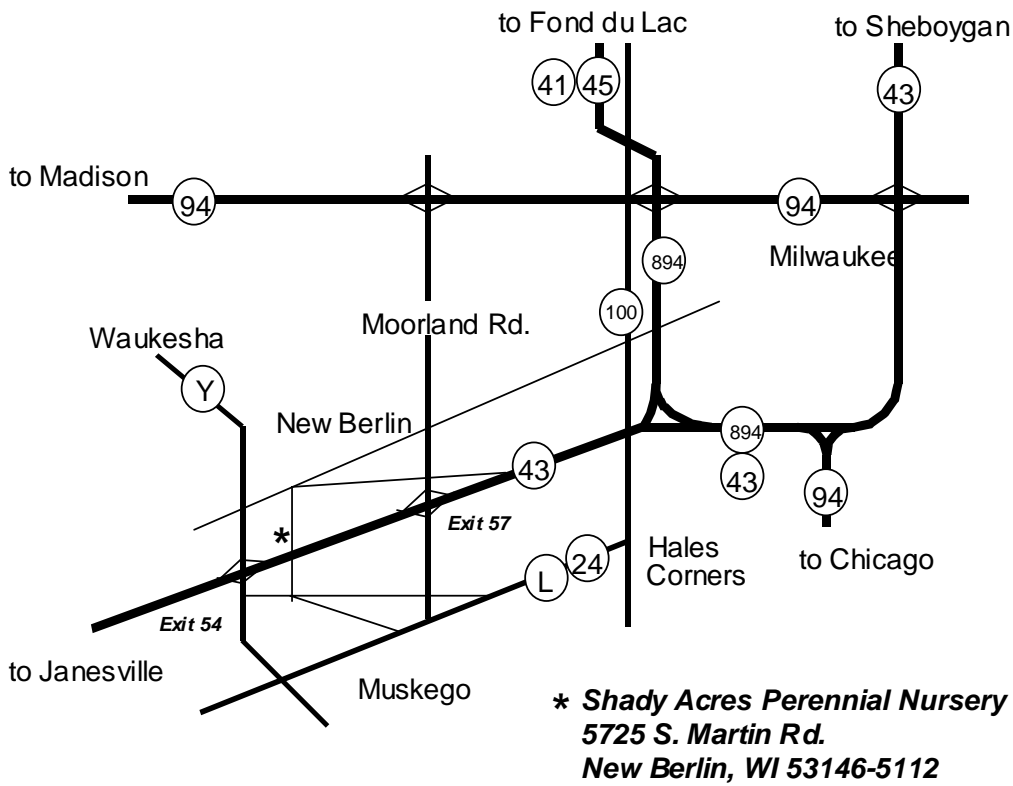 to Fond du Lac
to Sheboygan
41 45
43
to Madison
94
94
Milwaukee
894
100
Moorland Rd.
Waukesha
Y
New Berlin
894
43
43
94
Exit 57
*
24
L
Hales
Corners
to Chicago
Exit 54
to Janesville
Muskego
* Shady Acres Perennial Nursery
5725 S. Martin Rd.
New Berlin, WI 53146-5112